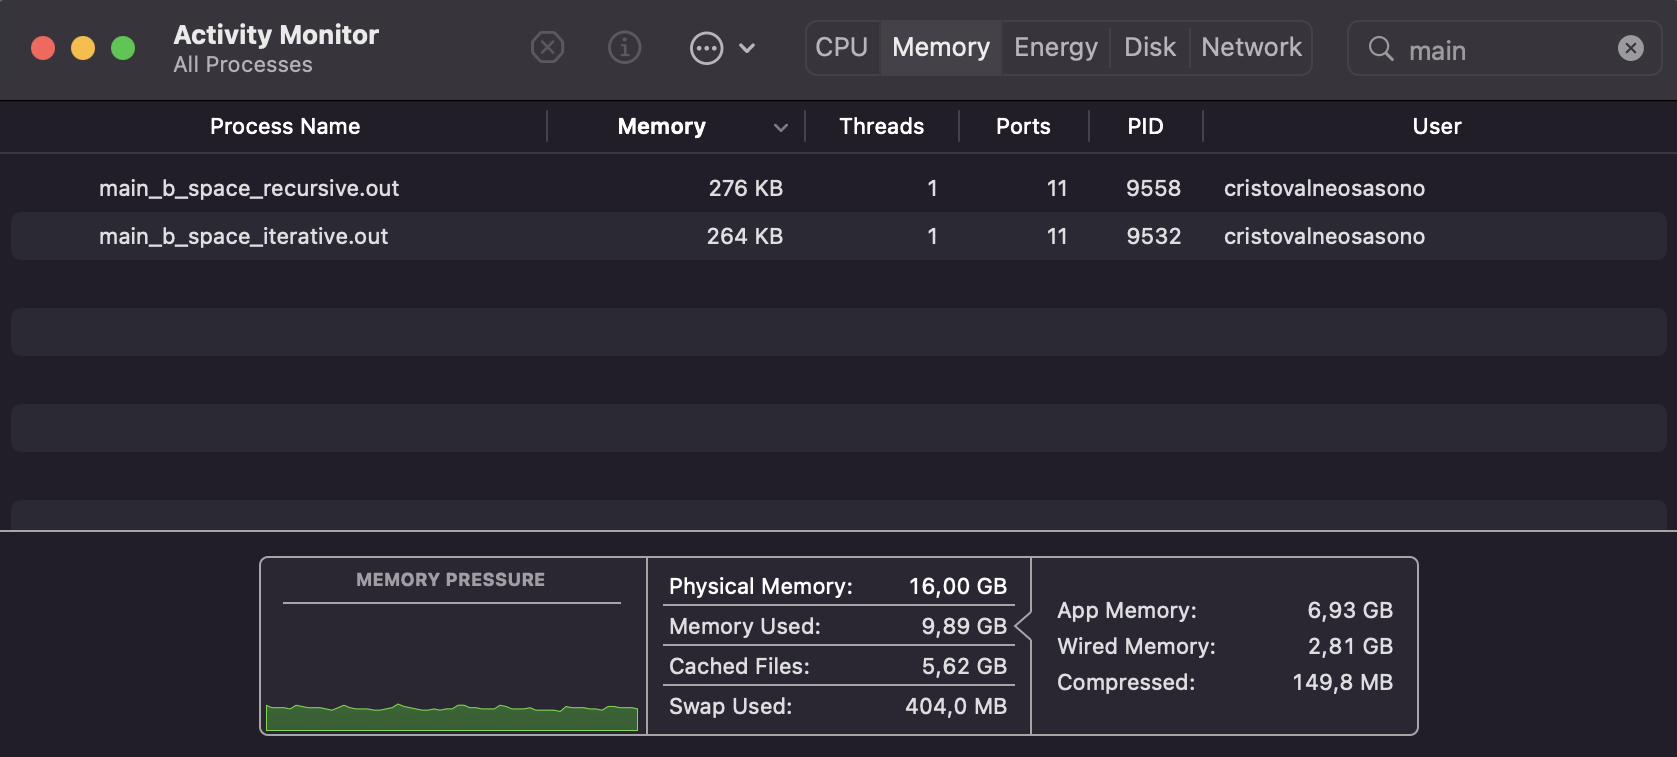 Activity Monitor
All Processes
CPU Memory Energy Disk Network
main
Process Name Memory Threads Ports PID User
main_b_space_recursive.out 276 KB 1 11 9558 cristovalneosasono
main_b_space_iterative.out 264 KB 1 11 9532 cristovalneosasono
MEMORY PRESSURE
Physical Memory: 16,00 GB
Memory Used: 9,89 GB
Cached Files: 5,62 GB
Swap Used: 404,0 MB
App Memory: 6,93 GB
Wired Memory: 2,81 GB
Compressed: 149,8 MB